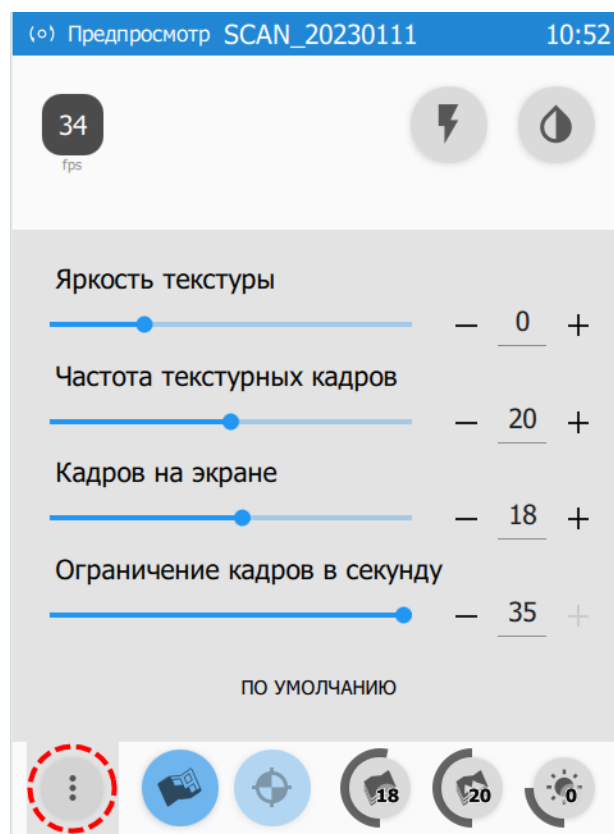 Предпросмотр SCAN_20230111 10:52
34
fps
Яркость текстуры
0
Частота текстурных кадров
20
Кадров на экране
18
Ограничение кадров в секунду
35
ПО УМОЛЧАНИЮ
18 20 0